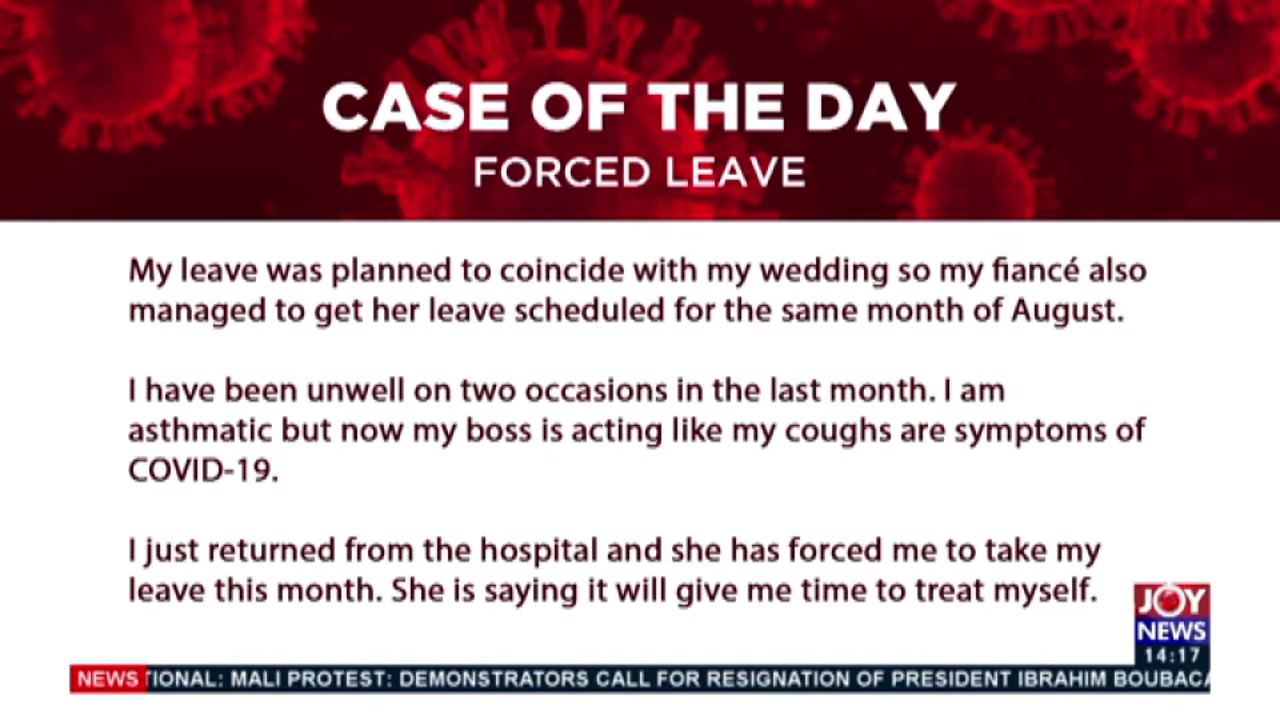 CASE OF THE DAY
FORCED LEAVE
My leave was planned to coincide with my wedding so my fiancé also
managed to get her leave scheduled for the same month of August.
I have been unwell on two occasions in the last month. I am
asthmatic but now my boss is acting like my coughs are symptoms of
COVID-19.
I just returned from the hospital and she has forced me to take my
leave this month. She is saying it will give me time to treat myself.
JOY
NEWS
14:17
NEWS TIONAL: MALI PROTEST: DEMONSTRATORS CALL FOR RESIGNATION OF PRESIDENT IBRAHIM BOUBACA